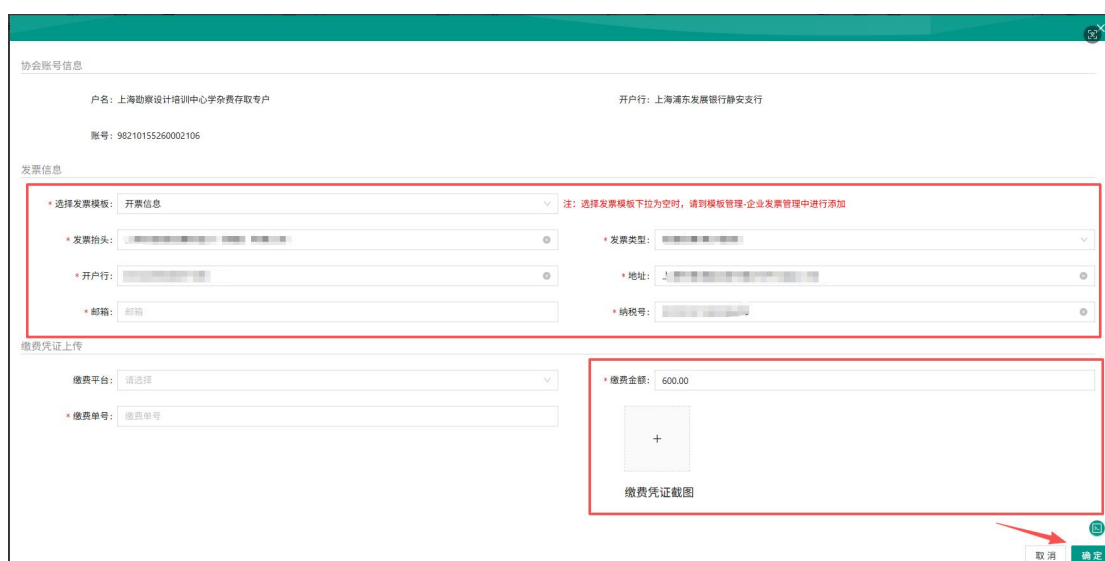 协会账号信息
户名：上海勘察设计培训中心学杂费存取专户 开户行：上海浦东发展银行静安支行
账号：98210155260002106
发票信息
* 选择发票模板： 开票信息 注：选择发票模板下拉为空时，请到模板管理-企业发票管理中进行添加
* 发票抬头： * 发票类型：
* 开户行： * 地址：
* 邮箱： 邮箱 * 纳税号：
缴费凭证上传
缴费平台： 请选择 * 缴费金额： 600.00
* 缴费单号： 缴费单号
+
缴费凭证截图
取消 确定